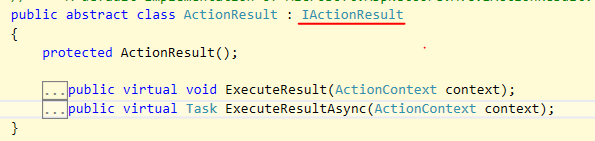 public abstract class ActionResult : IActionResult
{
protected ActionResult();
...public virtual void ExecuteResult(ActionContext context);
...public virtual Task ExecuteResultAsync(ActionContext context);
}